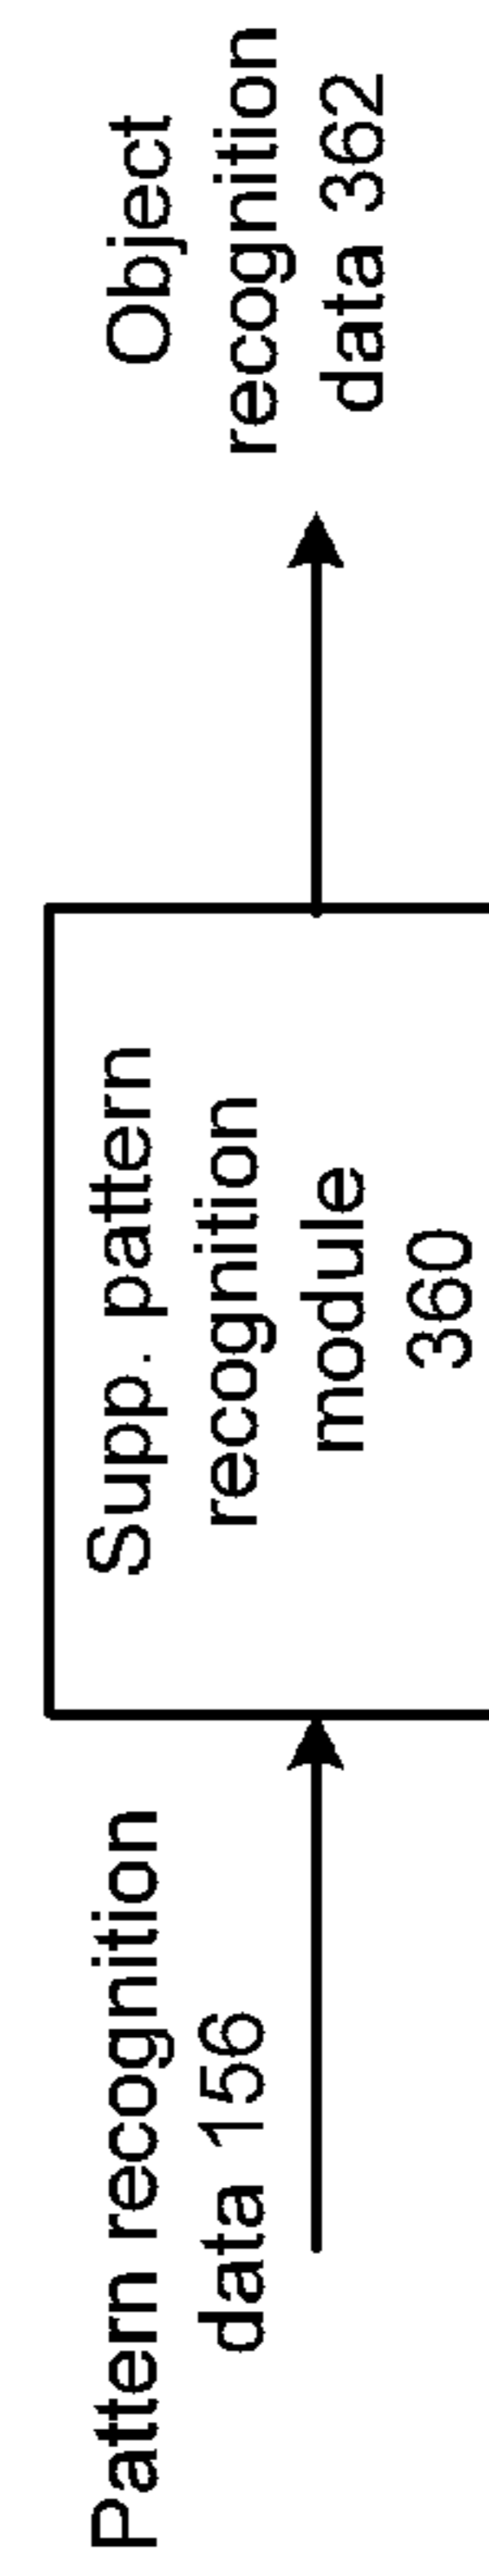 Pattern recognition
data 156
Supp. pattern
recognition
module
360
Object
recognition
data 362